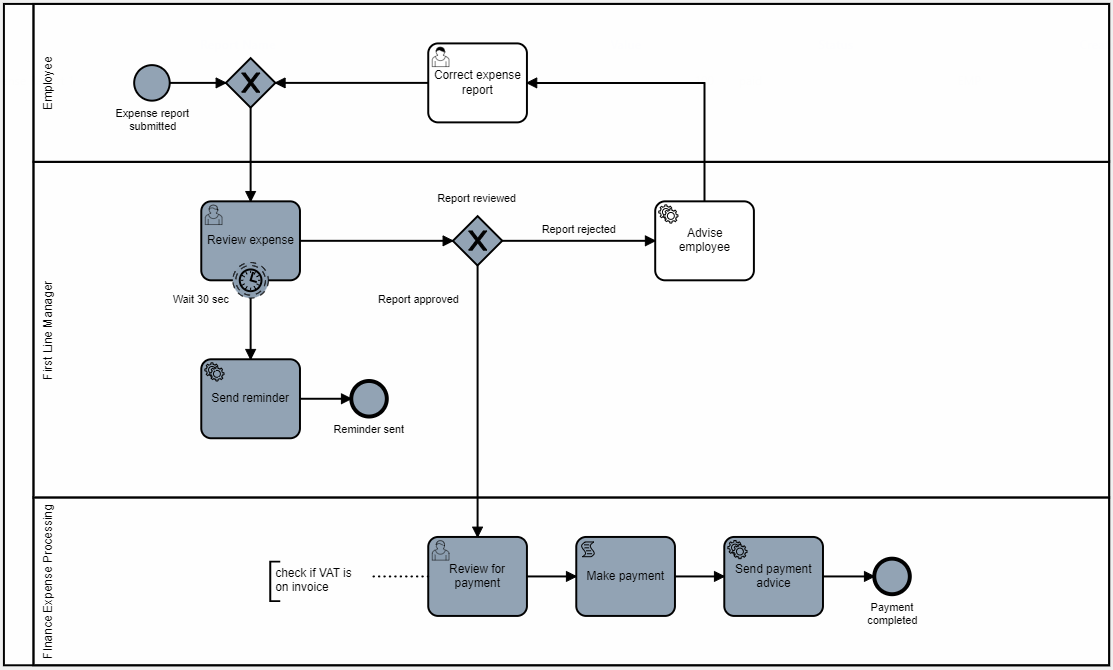 Employee
Expense report
submitted
X
Correct expense
report
First Line Manager
Review expense
Wait 30 sec
Report reviewed
X
Report rejected
Advise
employee
Report approved
Send reminder
Reminder sent
FInance Expense Processing
check if VAT is
on invoice
Review for
payment
Make payment
Send payment
advice
Payment
completed